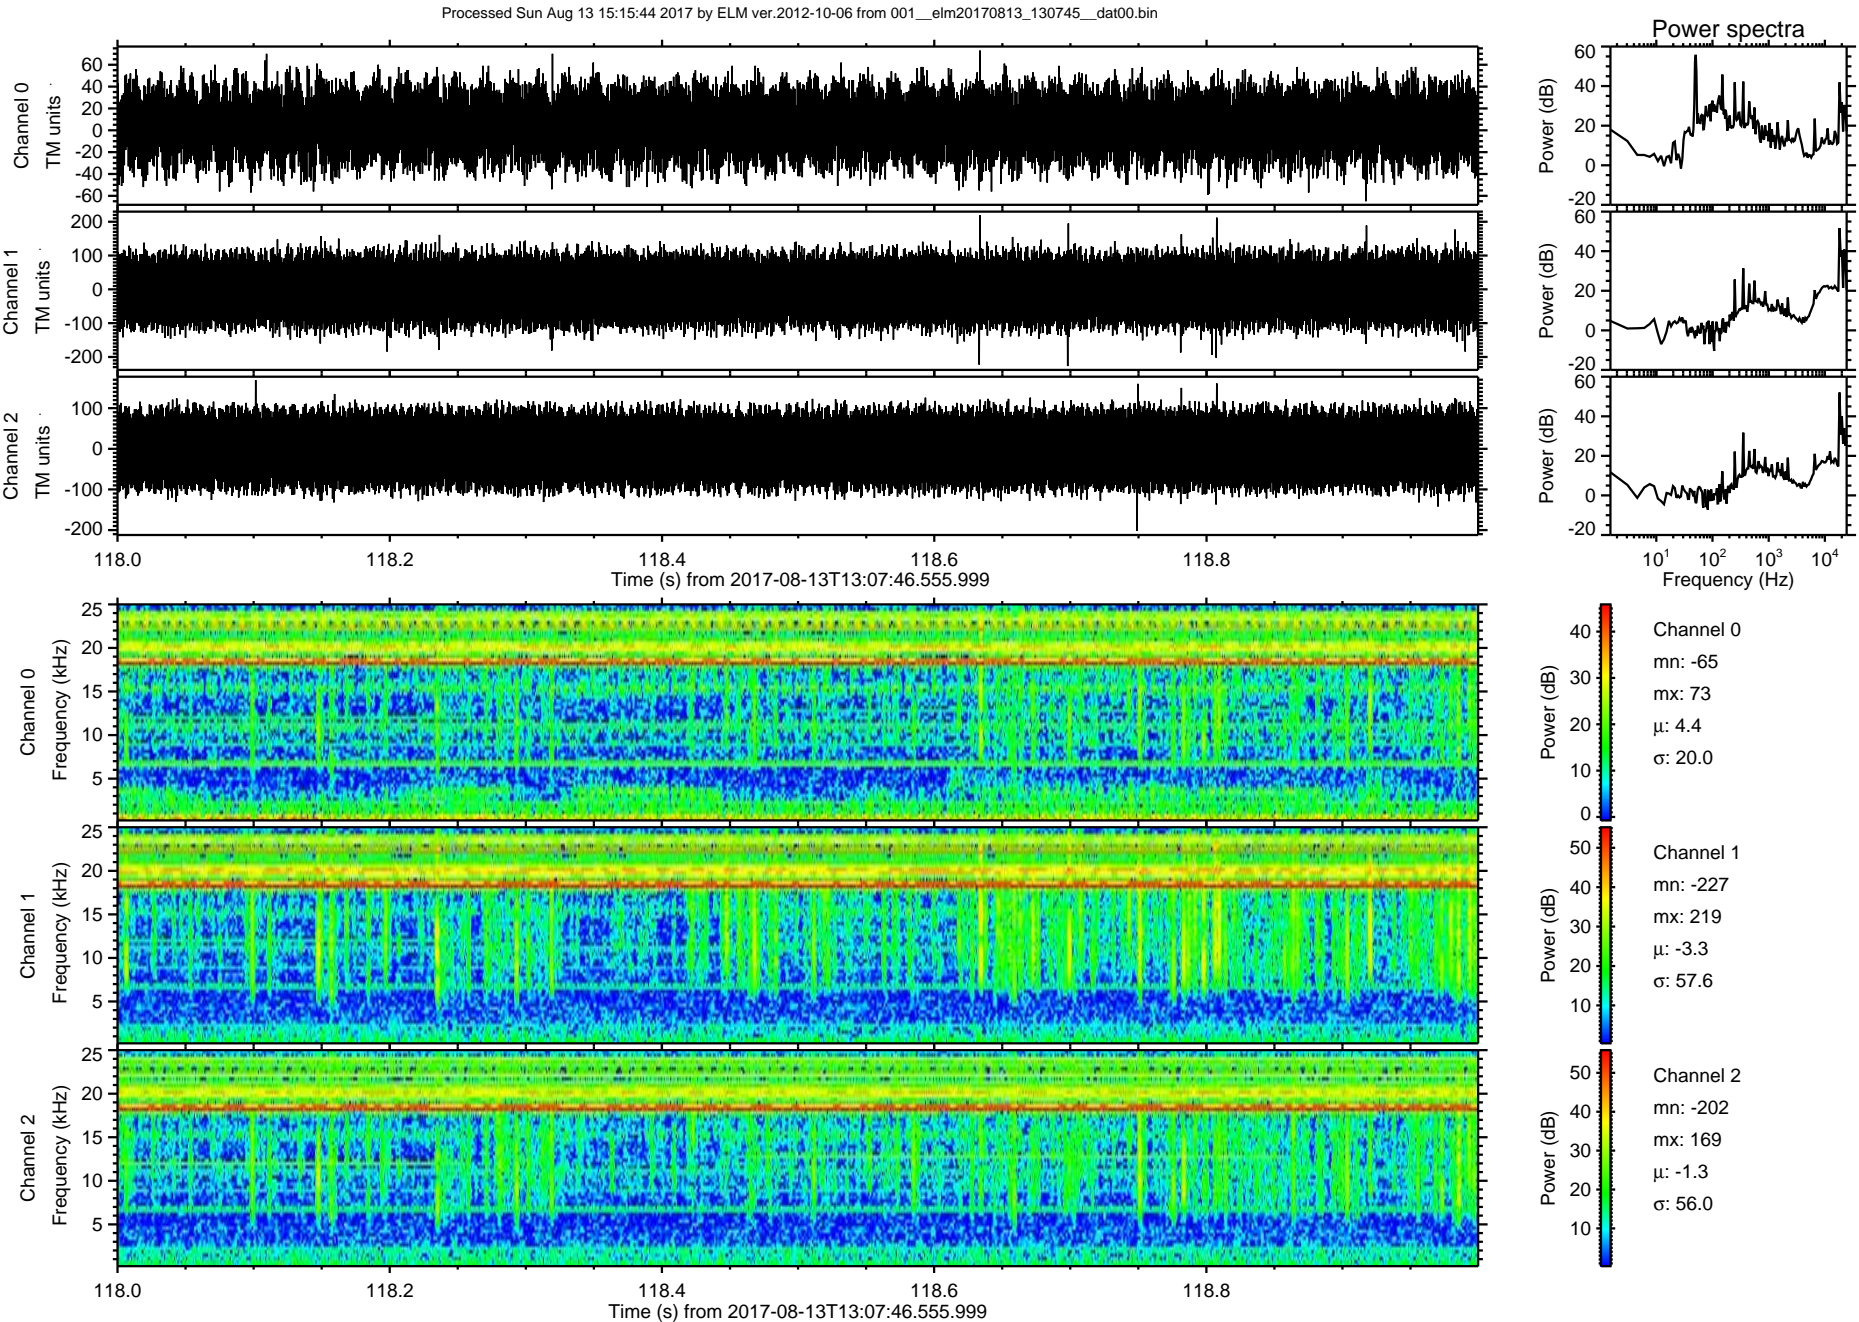 Processed Sun Aug 13 15:15:44 2017 by ELM ver.2012-10-06 from 001__elm20170813_130745__dat00.bin
Power spectra
Channel 0
TM units
60
40
20
0
-20
-40
-60
Power (dB)
60
40
20
0
-20
Channel 1
TM units
200
100
0
-100
-200
Power (dB)
60
40
20
0
-20
Channel 2
TM units
100
0
-100
-200
Power (dB)
60
40
20
0
-20
118.0 118.2 118.4 118.6 118.8
Time (s) from 2017-08-13T13:07:46.555.999
10^1 10^2 10^3 10^4
Frequency (Hz)
Channel 0
Frequency (kHz)
25
20
15
10
5
Power (dB)
40
30
20
10
0
Channel 0
mn: -65
mx: 73
μ: 4.4
σ: 20.0
Channel 1
Frequency (kHz)
25
20
15
10
5
Power (dB)
50
40
30
20
10
Channel 1
mn: -227
mx: 219
μ: -3.3
σ: 57.6
Channel 2
Frequency (kHz)
25
20
15
10
5
Power (dB)
50
40
30
20
10
Channel 2
mn: -202
mx: 169
μ: -1.3
σ: 56.0
118.0 118.2 118.4 118.6 118.8
Time (s) from 2017-08-13T13:07:46.555.999